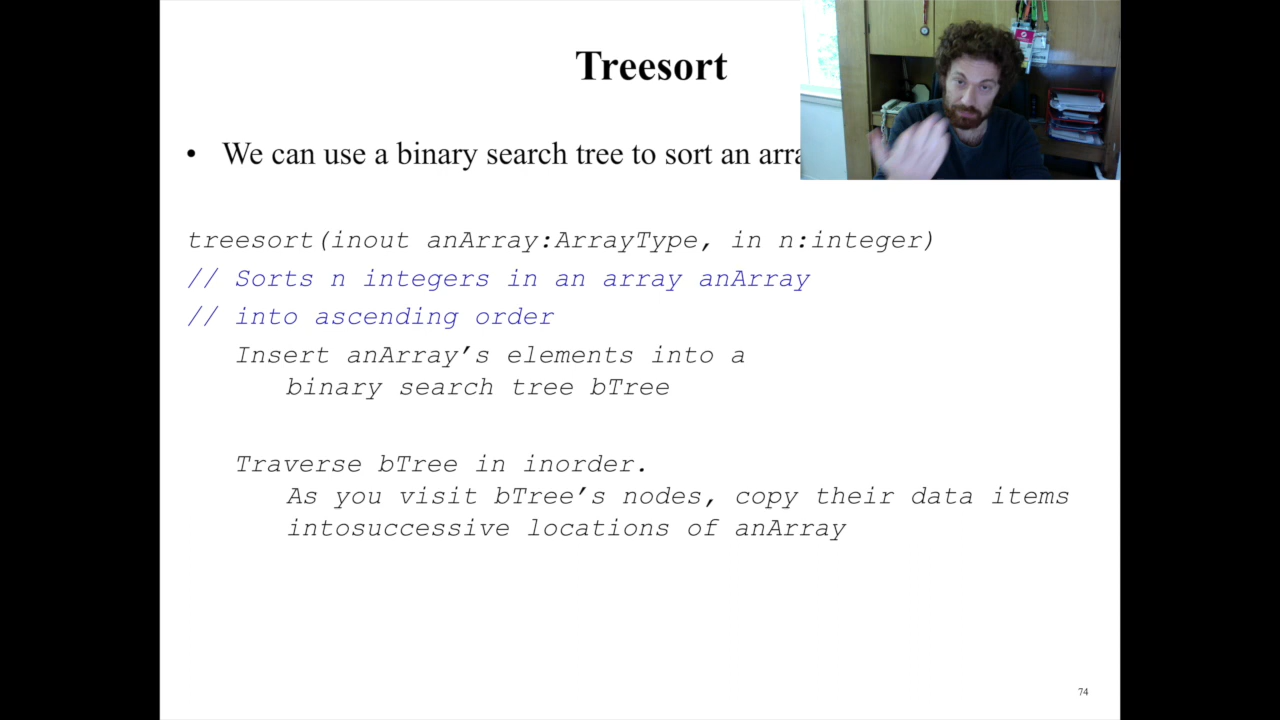 Treesort
• We can use a binary search tree to sort an
treesort(inout anArray:ArrayType, in n:integer)
// Sorts n integers in an array anArray
// into ascending order
Insert anArray’s elements into a
binary search tree bTree
Traverse bTree in inorder.
As you visit bTree’s nodes, copy their data items
intosuccessive locations of anArray
74